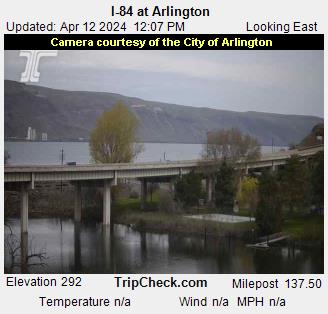 I-84 at Arlington
Updated: Apr 12 2024 12:07 PM Looking East
Camera courtesy of the City of Arlington
Elevation 292 TripCheck.com Milepost 137.50
Temperature n/a Wind n/a MPH n/a